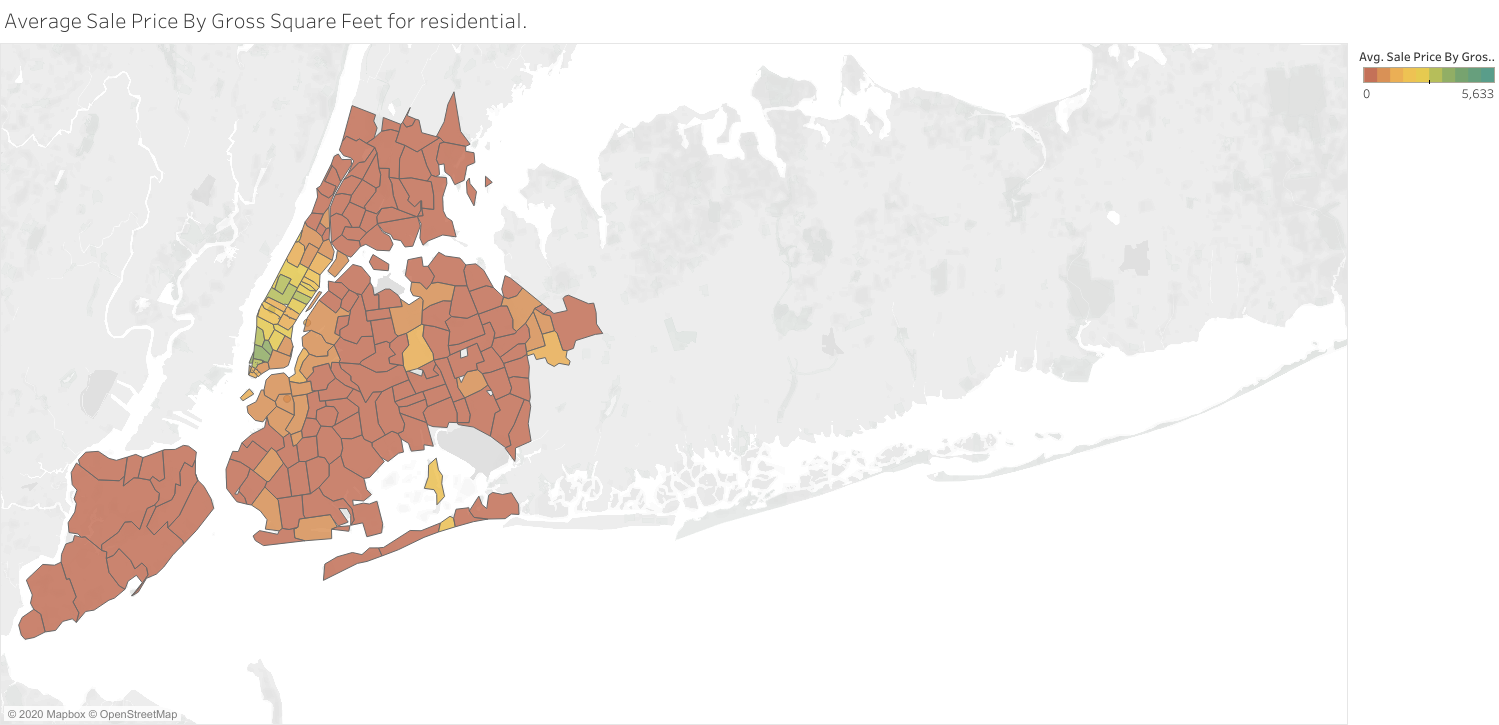 Average Sale Price By Gross Square Feet for residential.
Avg. Sale Price By Gros..
0 5,633
© 2020 Mapbox © OpenStreetMap